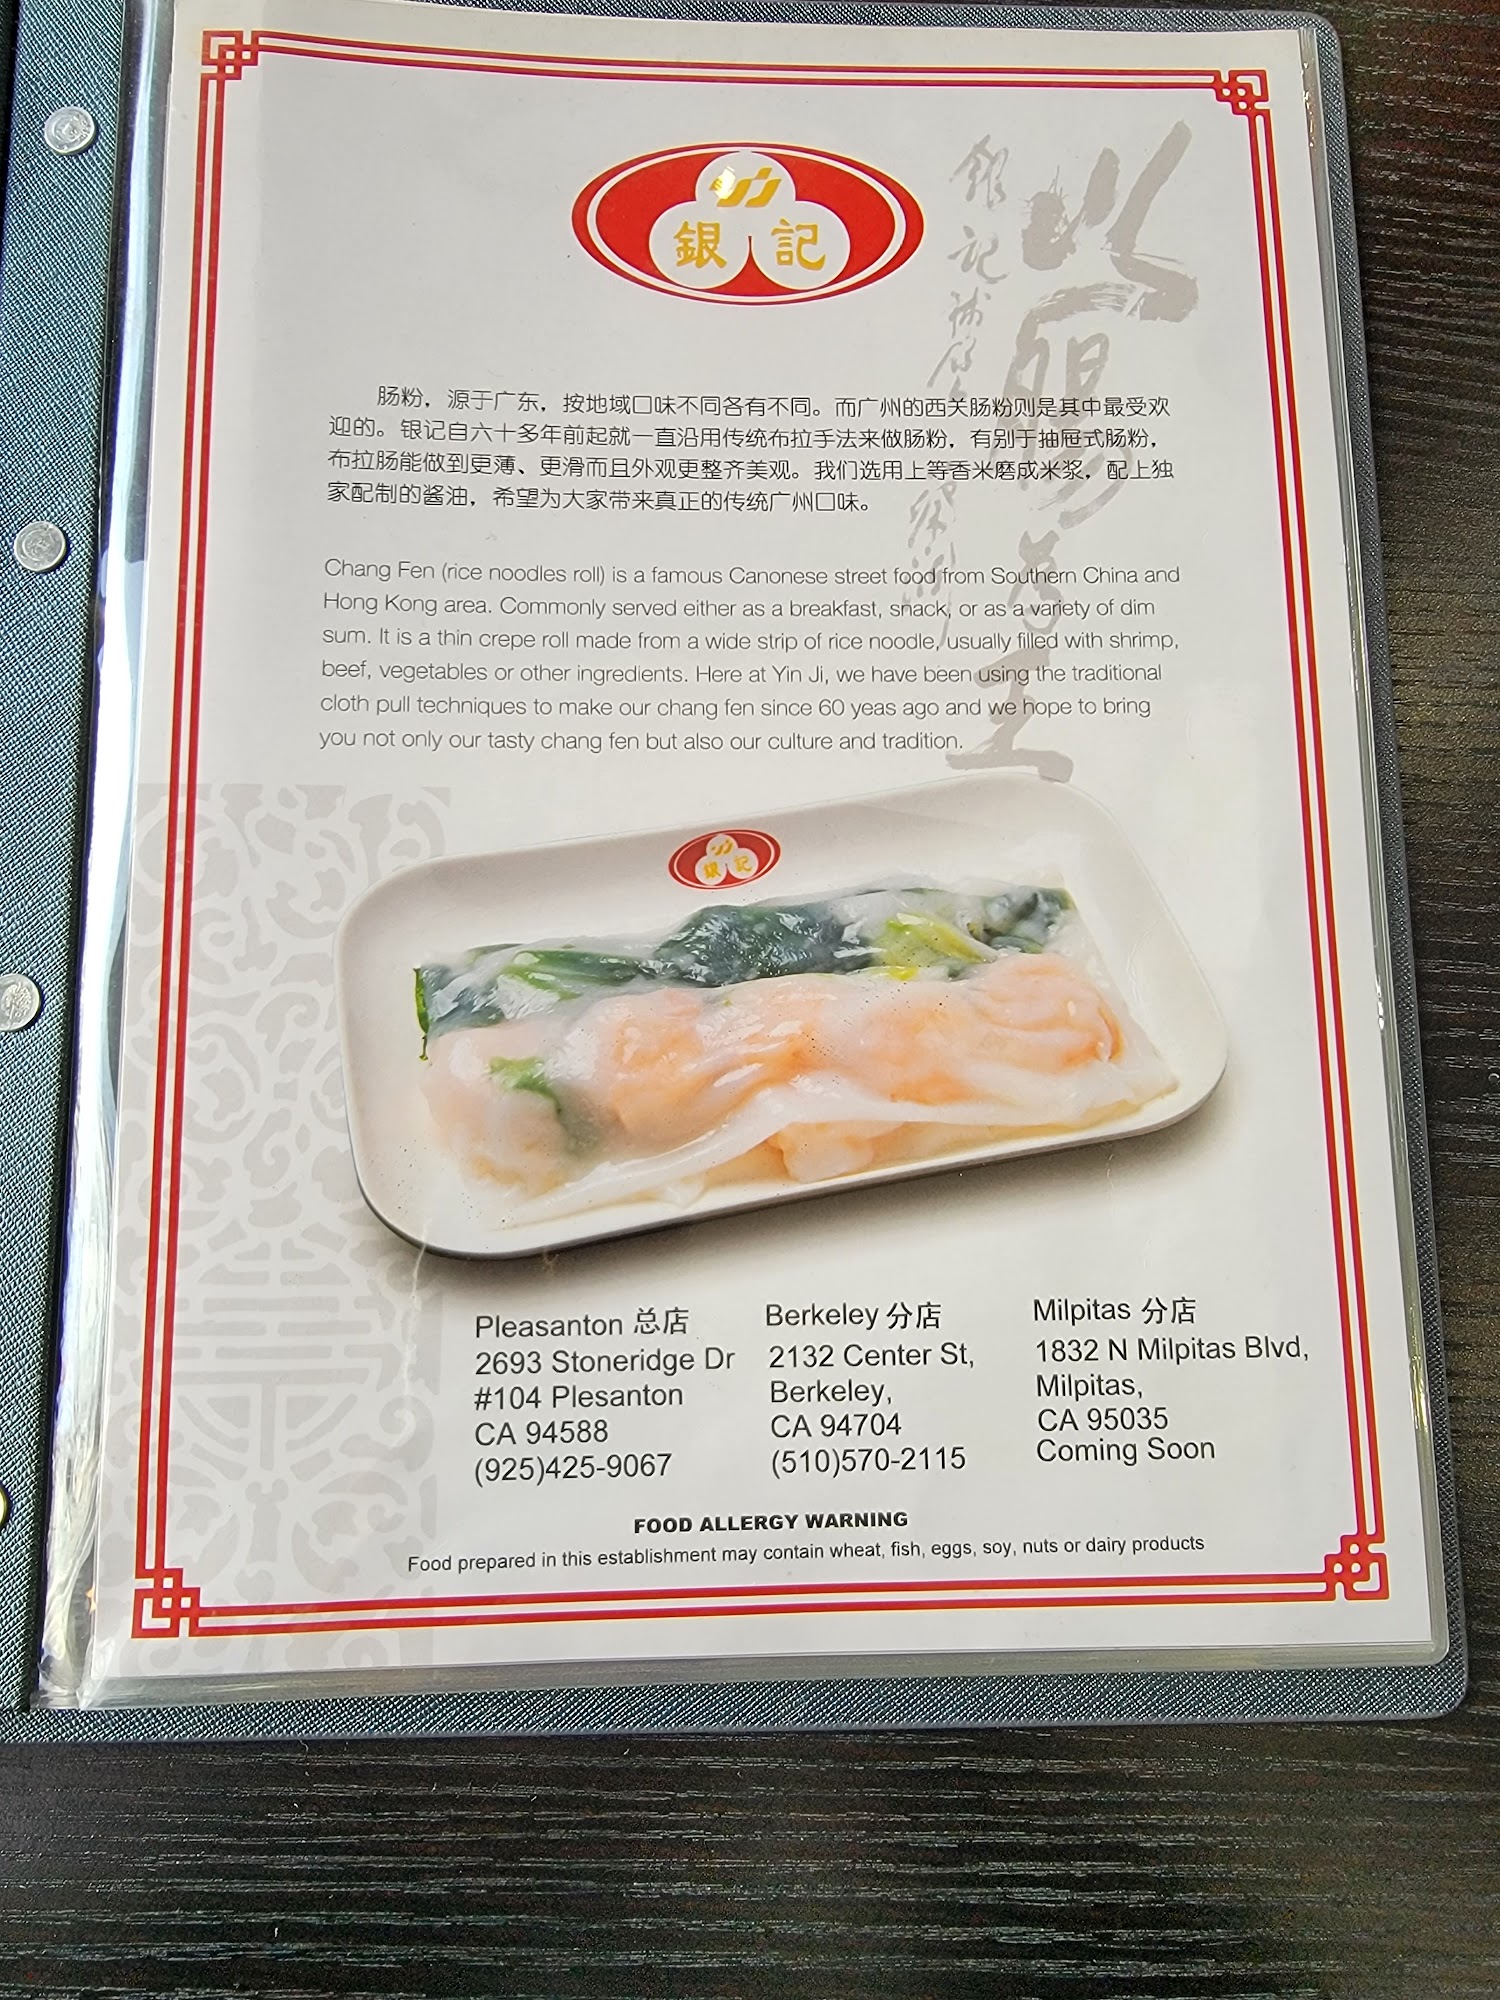 銀 記
肠粉，源于广东，按地域口味不同各有不同。而广州的西关肠粉则是其中最受欢
迎的。银记自六十多年前起就一直沿用传统布拉手法来做肠粉，有别于抽屉式肠粉，
布拉肠能做到更薄、更滑而且外观更整齐美观。我们选用上等香米磨成米浆，配上独
家配制的酱油，希望为大家带来真正的传统广州口味。
Chang Fen (rice noodles roll) is a famous Canonese street food from Southern China and
Hong Kong area. Commonly served either as a breakfast, snack, or as a variety of dim
sum. It is a thin crepe roll made from a wide strip of rice noodle, usually filled with shrimp,
beef, vegetables or other ingredients. Here at Yin Ji, we have been using the traditional
cloth pull techniques to make our chang fen since 60 yeas ago and we hope to bring
you not only our tasty chang fen but also our culture and tradition.
以腸為王
銀記
銀 記
Pleasanton 总店
2693 Stoneridge Dr
#104 Plesanton
CA 94588
(925)425-9067
Berkeley 分店
2132 Center St,
Berkeley,
CA 94704
(510)570-2115
Milpitas 分店
1832 N Milpitas Blvd,
Milpitas,
CA 95035
Coming Soon
FOOD ALLERGY WARNING
Food prepared in this establishment may contain wheat, fish, eggs, soy, nuts or dairy products